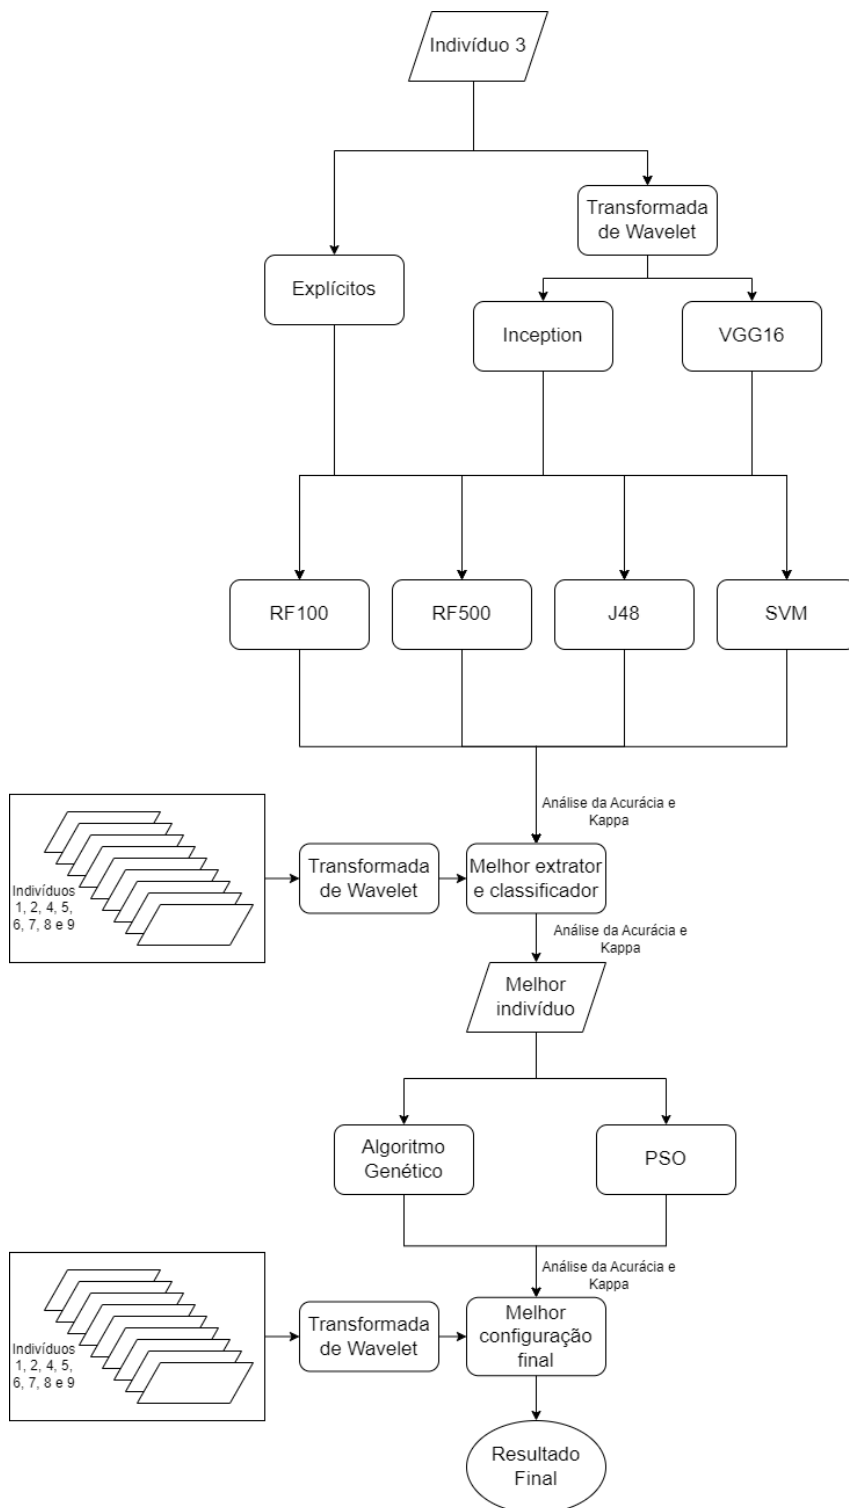 Indivíduo 3
Transformada
de Wavelet
Explícitos
Inception
VGG16
RF100
RF500
J48
SVM
Análise da Acurácia e
Kappa
Indivíduos
1, 2, 4, 5,
6, 7, 8 e 9
Transformada
de Wavelet
Melhor extrator
e classificador
Análise da Acurácia e
Kappa
Melhor
indivíduo
Algoritmo
Genético
PSO
Análise da Acurácia e
Kappa
Indivíduos
1, 2, 4, 5,
6, 7, 8 e 9
Transformada
de Wavelet
Melhor
configuração
final
Resultado
Final